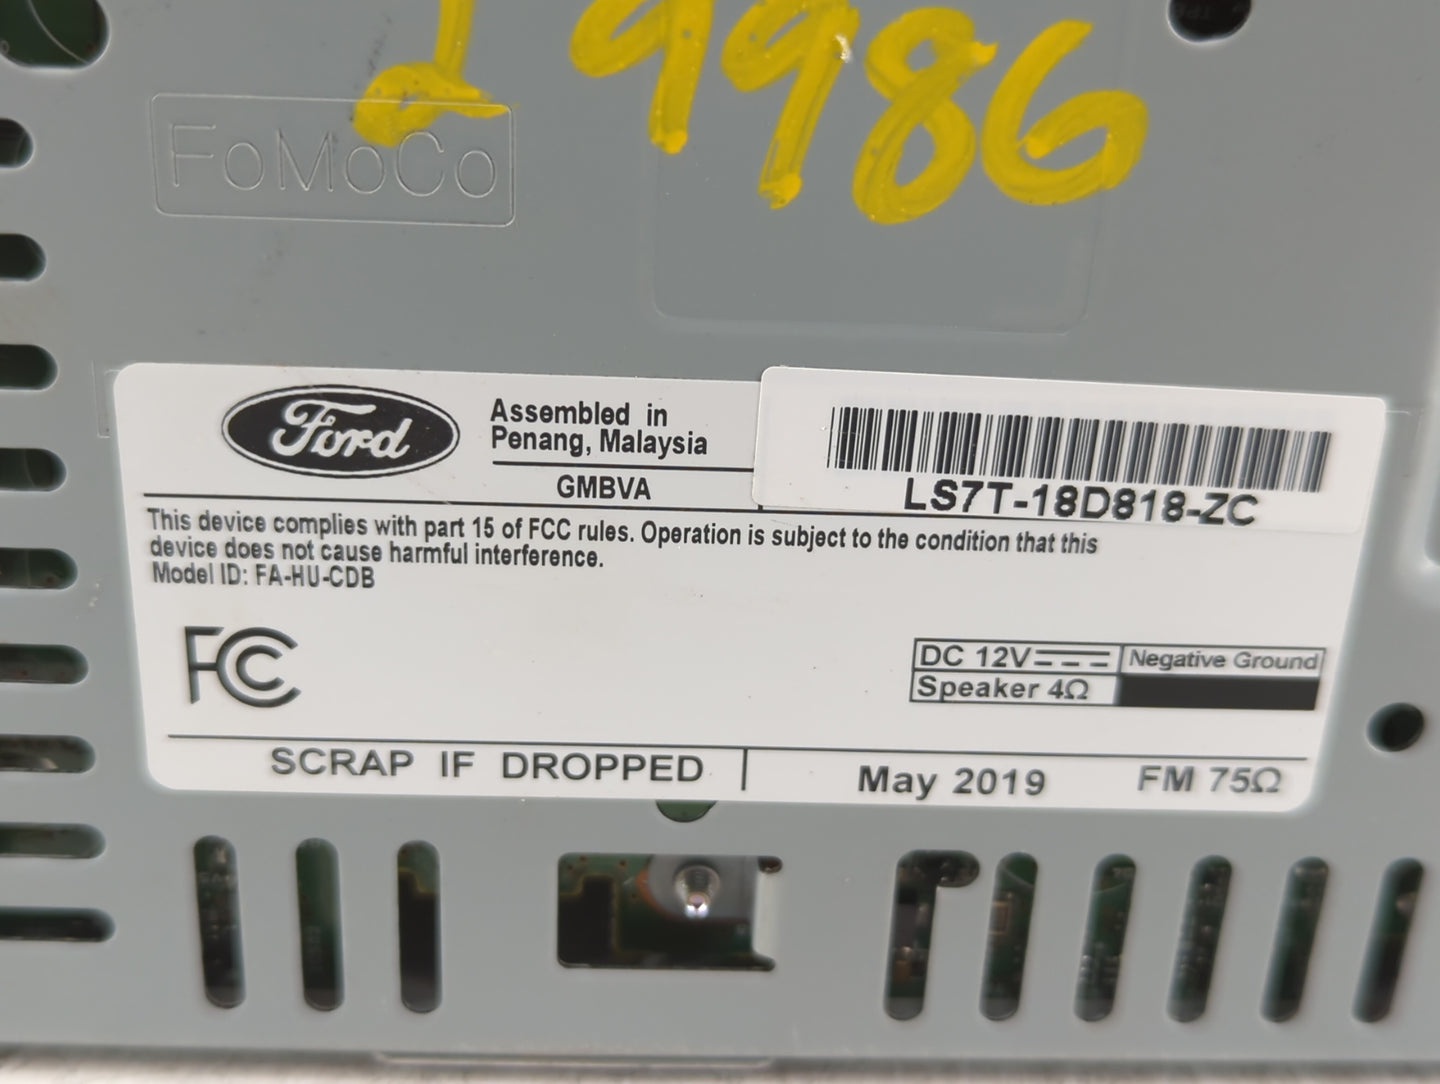 19986
FoMoCo
Ford
Assembled in
Penang, Malaysia
GMBVA
LS7T-18D818-ZC
This device complies with part 15 of FCC rules. Operation is subject to the condition that this
device does not cause harmful interference.
Model ID: FA-HU-CDB
FC
DC 12V Negative Ground
Speaker 4Ω
SCRAP IF DROPPED
May 2019
FM 75Ω